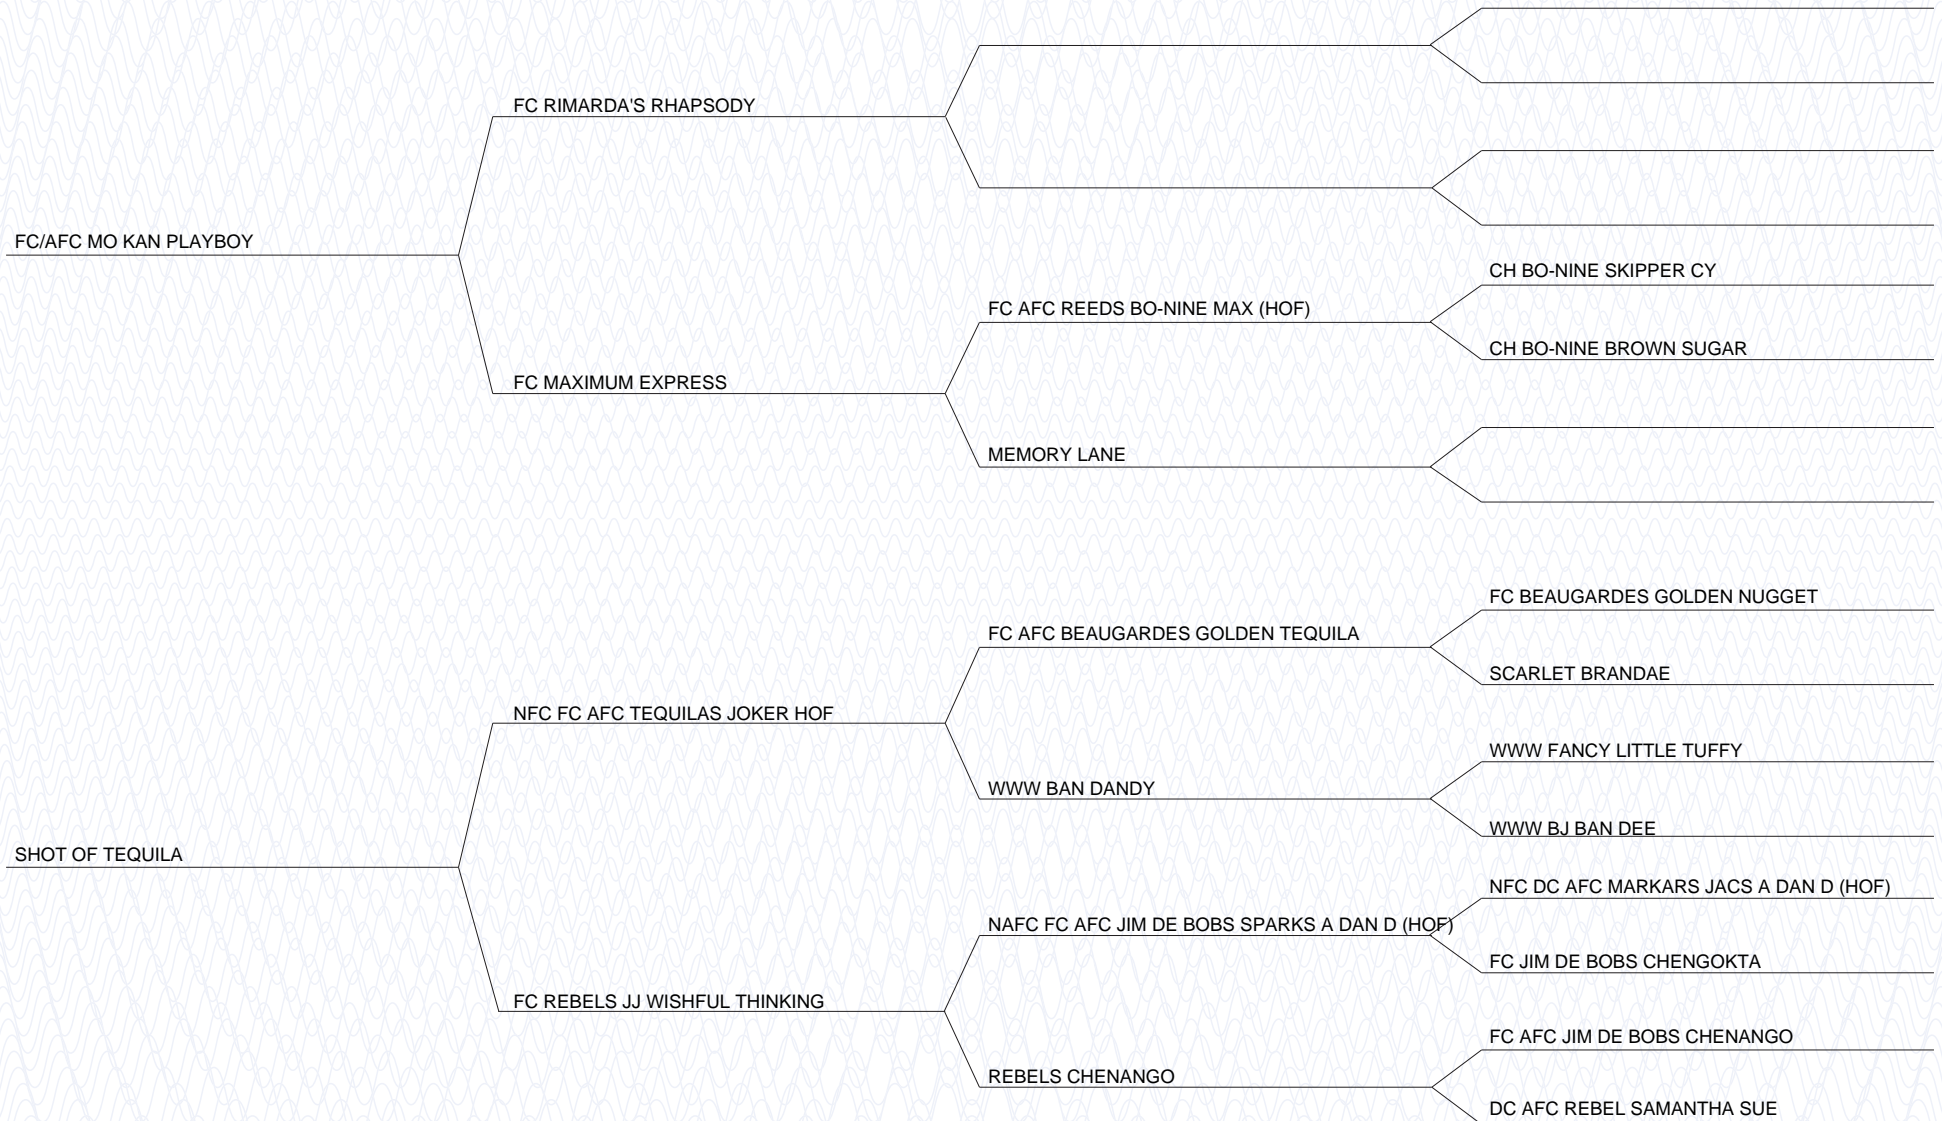 FC RIMARDA'S RHAPSODY
FC/AFC MO KAN PLAYBOY
CH BO-NINE SKIPPER CY
FC AFC REEDS BO-NINE MAX (HOF)
CH BO-NINE BROWN SUGAR
FC MAXIMUM EXPRESS
MEMORY LANE
FC BEAUGARDES GOLDEN NUGGET
FC AFC BEAUGARDES GOLDEN TEQUILA
SCARLET BRANDAE
NFC FC AFC TEQUILAS JOKER HOF
WWW FANCY LITTLE TUFFY
WWW BAN DANDY
WWW BJ BAN DEE
SHOT OF TEQUILA
NFC DC AFC MARKARS JACS A DAN D (HOF)
NAFC FC AFC JIM DE BOBS SPARKS A DAN D (HOF)
FC JIM DE BOBS CHENGOKTA
FC REBELS JJ WISHFUL THINKING
FC AFC JIM DE BOBS CHENANGO
REBELS CHENANGO
DC AFC REBEL SAMANTHA SUE